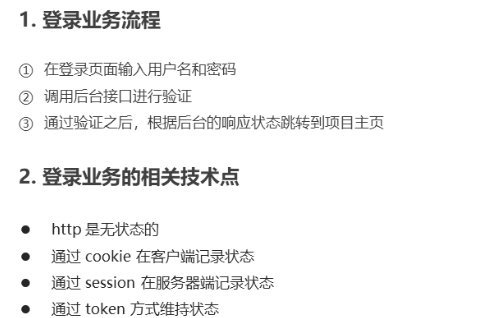 1. 登录业务流程
① 在登录页面输入用户名和密码
② 调用后台接口进行验证
③ 通过验证之后，根据后台的响应状态跳转到项目主页
2. 登录业务的相关技术点
● http 是无状态的
● 通过 cookie 在客户端记录状态
● 通过 session 在服务器端记录状态
● 通过 token 方式维持状态